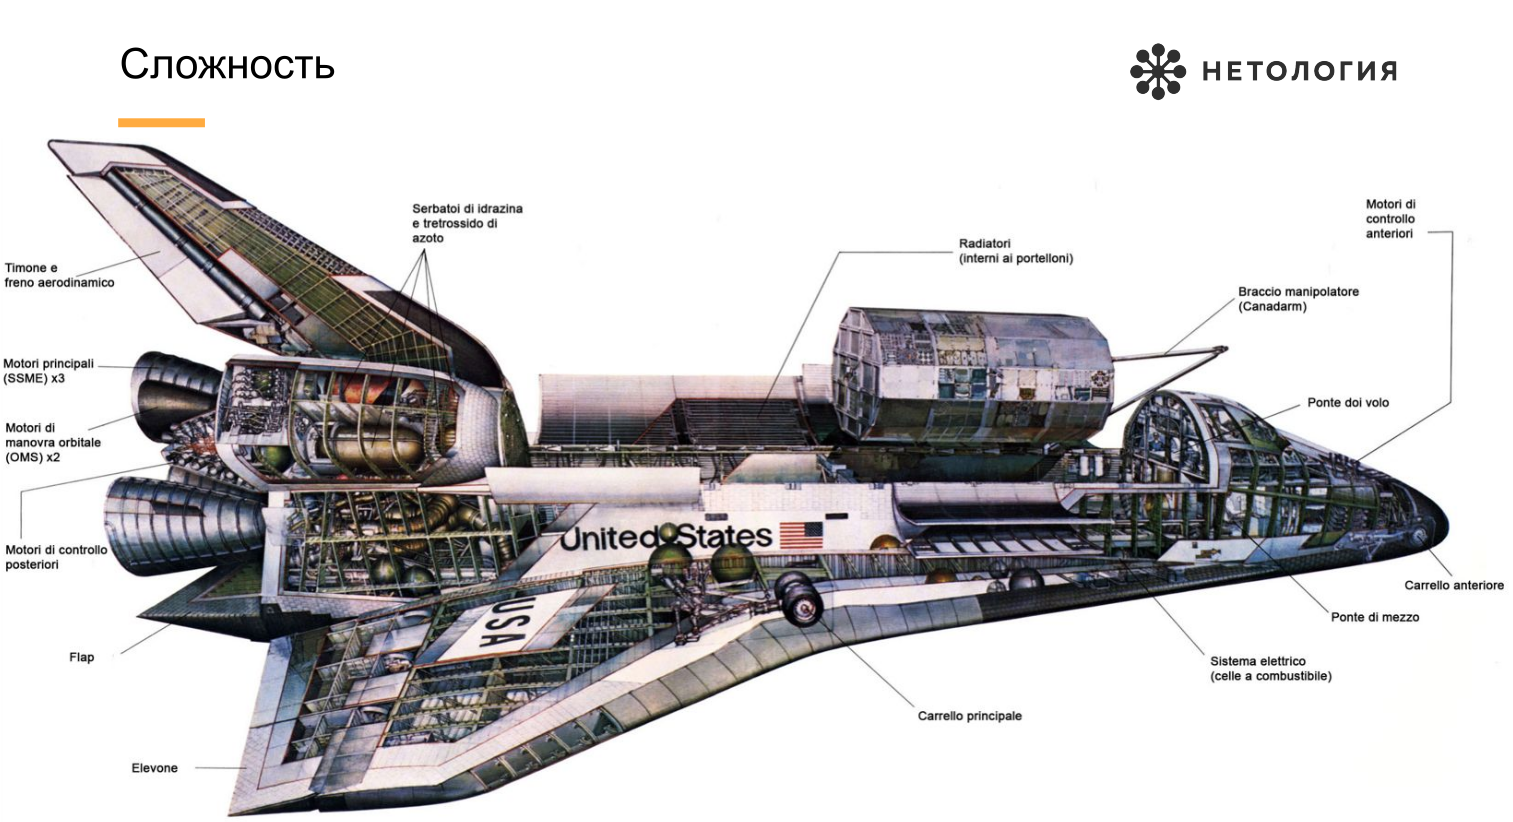 Сложность
НЕТОЛОГИЯ
Serbatoi di idrazina
e tretrossido di
azoto
Motori di
controllo
anteriori
Radiatori
(interni ai portelloni)
Timone e
freno aerodinamico
Braccio manipolatore
(Canadarm)
Motori principali
(SSME) x3
Ponte doi volo
Motori di
manovra orbitale
(OMS) x2
United States
Motori di controllo
posteriori
Carrello anteriore
USA
Ponte di mezzo
Flap
Sistema elettrico
(celle a combustibile)
Carrello principale
Elevone